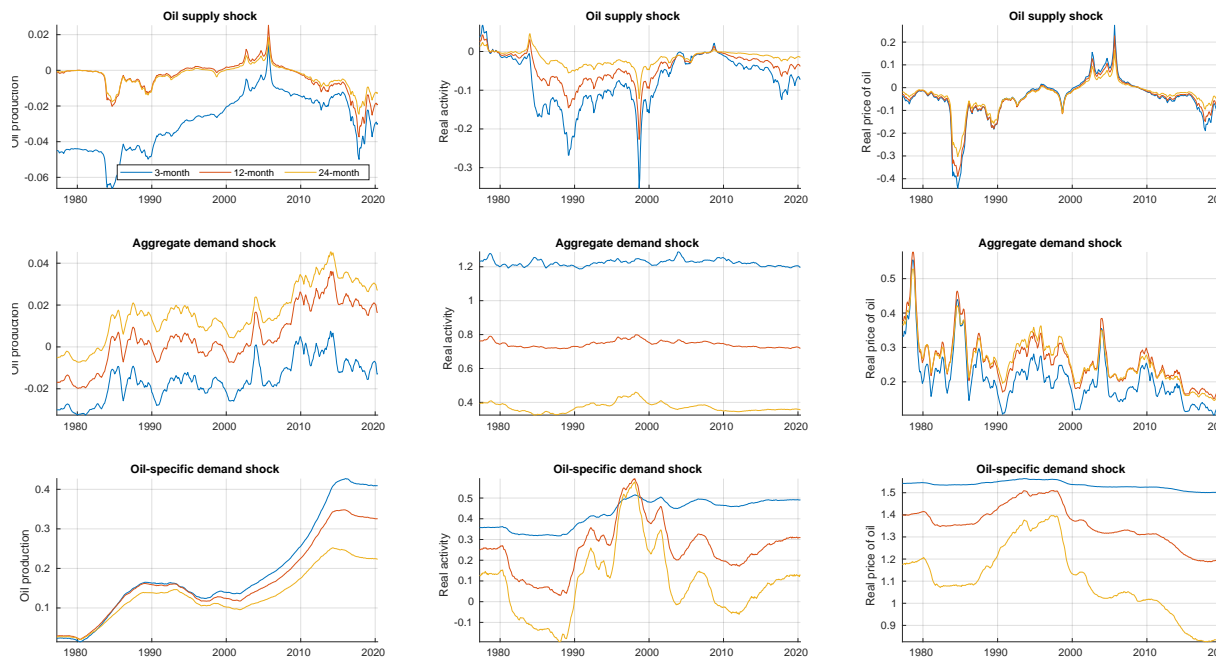 Oil supply shock
Oil production
0.02
0
-0.02
-0.04
-0.06
3-month 12-month 24-month
1980 1990 2000 2010 2020
Oil supply shock
Real activity
0
-0.1
-0.2
-0.3
1980 1990 2000 2010 2020
Oil supply shock
Real price of oil
0.2
0.1
0
-0.1
-0.2
-0.3
-0.4
1980 1990 2000 2010 2020
Aggregate demand shock
Oil production
0.04
0.02
0
-0.02
1980 1990 2000 2010 2020
Aggregate demand shock
Real activity
1.2
1
0.8
0.6
0.4
1980 1990 2000 2010 2020
Aggregate demand shock
Real price of oil
0.5
0.4
0.3
0.2
1980 1990 2000 2010 2020
Oil-specific demand shock
Oil production
0.4
0.3
0.2
0.1
1980 1990 2000 2010 2020
Oil-specific demand shock
Real activity
0.5
0.4
0.3
0.2
0.1
0
-0.1
1980 1990 2000 2010 2020
Oil-specific demand shock
Real price of oil
1.5
1.4
1.3
1.2
1.1
1
0.9
1980 1990 2000 2010 2020